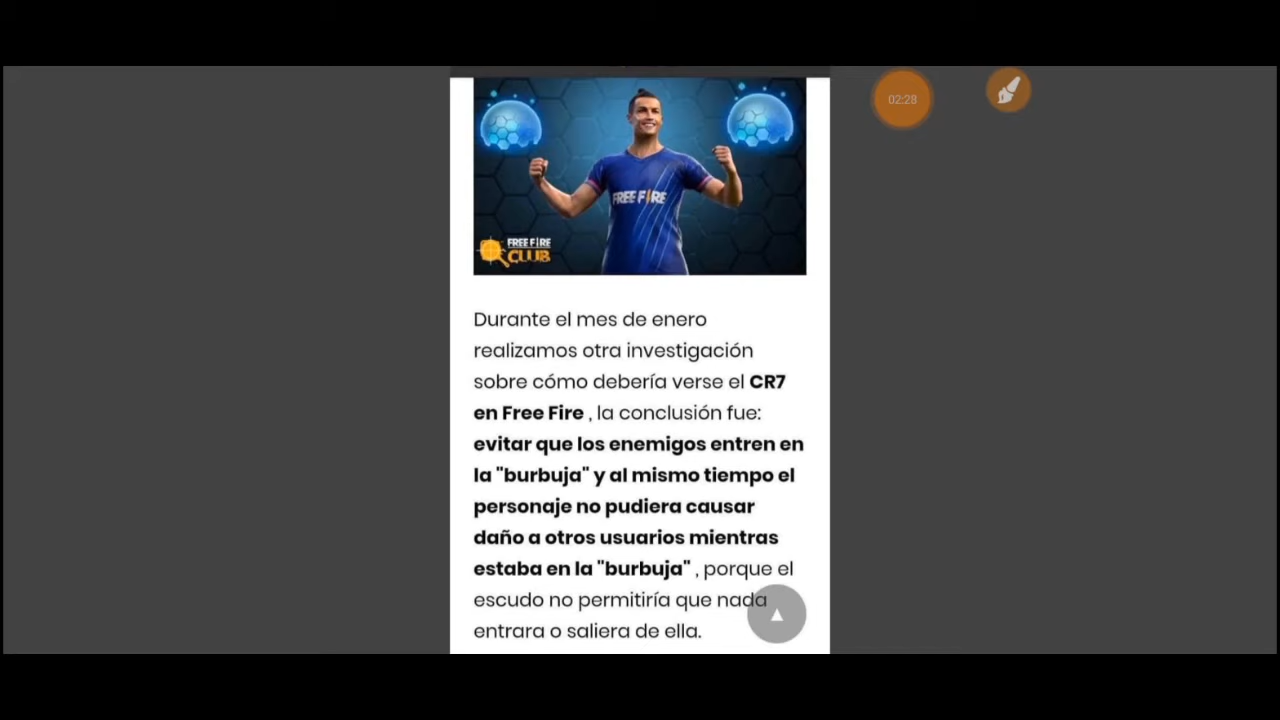 02:28
FREE FIRE
FREE FIRE
CLUB
Durante el mes de enero
realizamos otra investigación
sobre cómo debería verse el CR7
en Free Fire , la conclusión fue:
evitar que los enemigos entren en
la "burbuja" y al mismo tiempo el
personaje no pudiera causar
daño a otros usuarios mientras
estaba en la "burbuja" , porque el
escudo no permitiría que nada
entrara o saliera de ella.